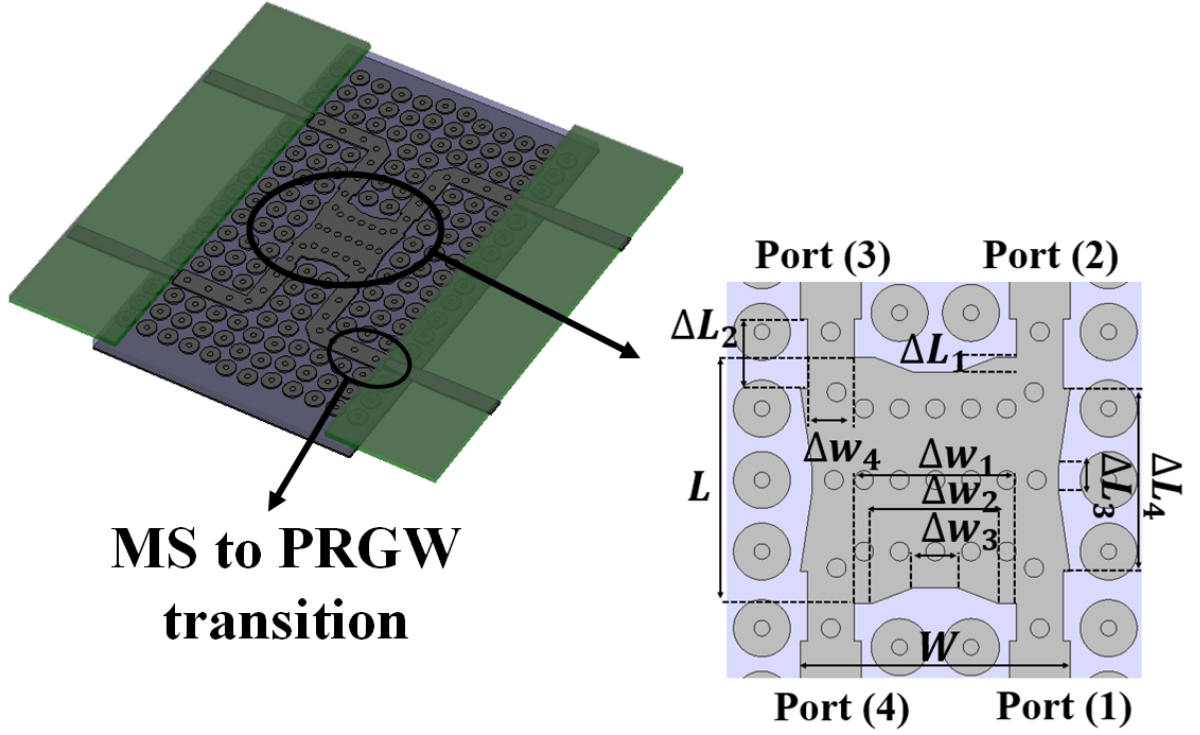 Port (3)
Port (2)
ΔL₂
ΔL₁
Δw₄
Δw₁
L
Δw₂
ΔL₃
ΔL₄
Δw₃
MS to PRGW
transition
W
Port (4)
Port (1)